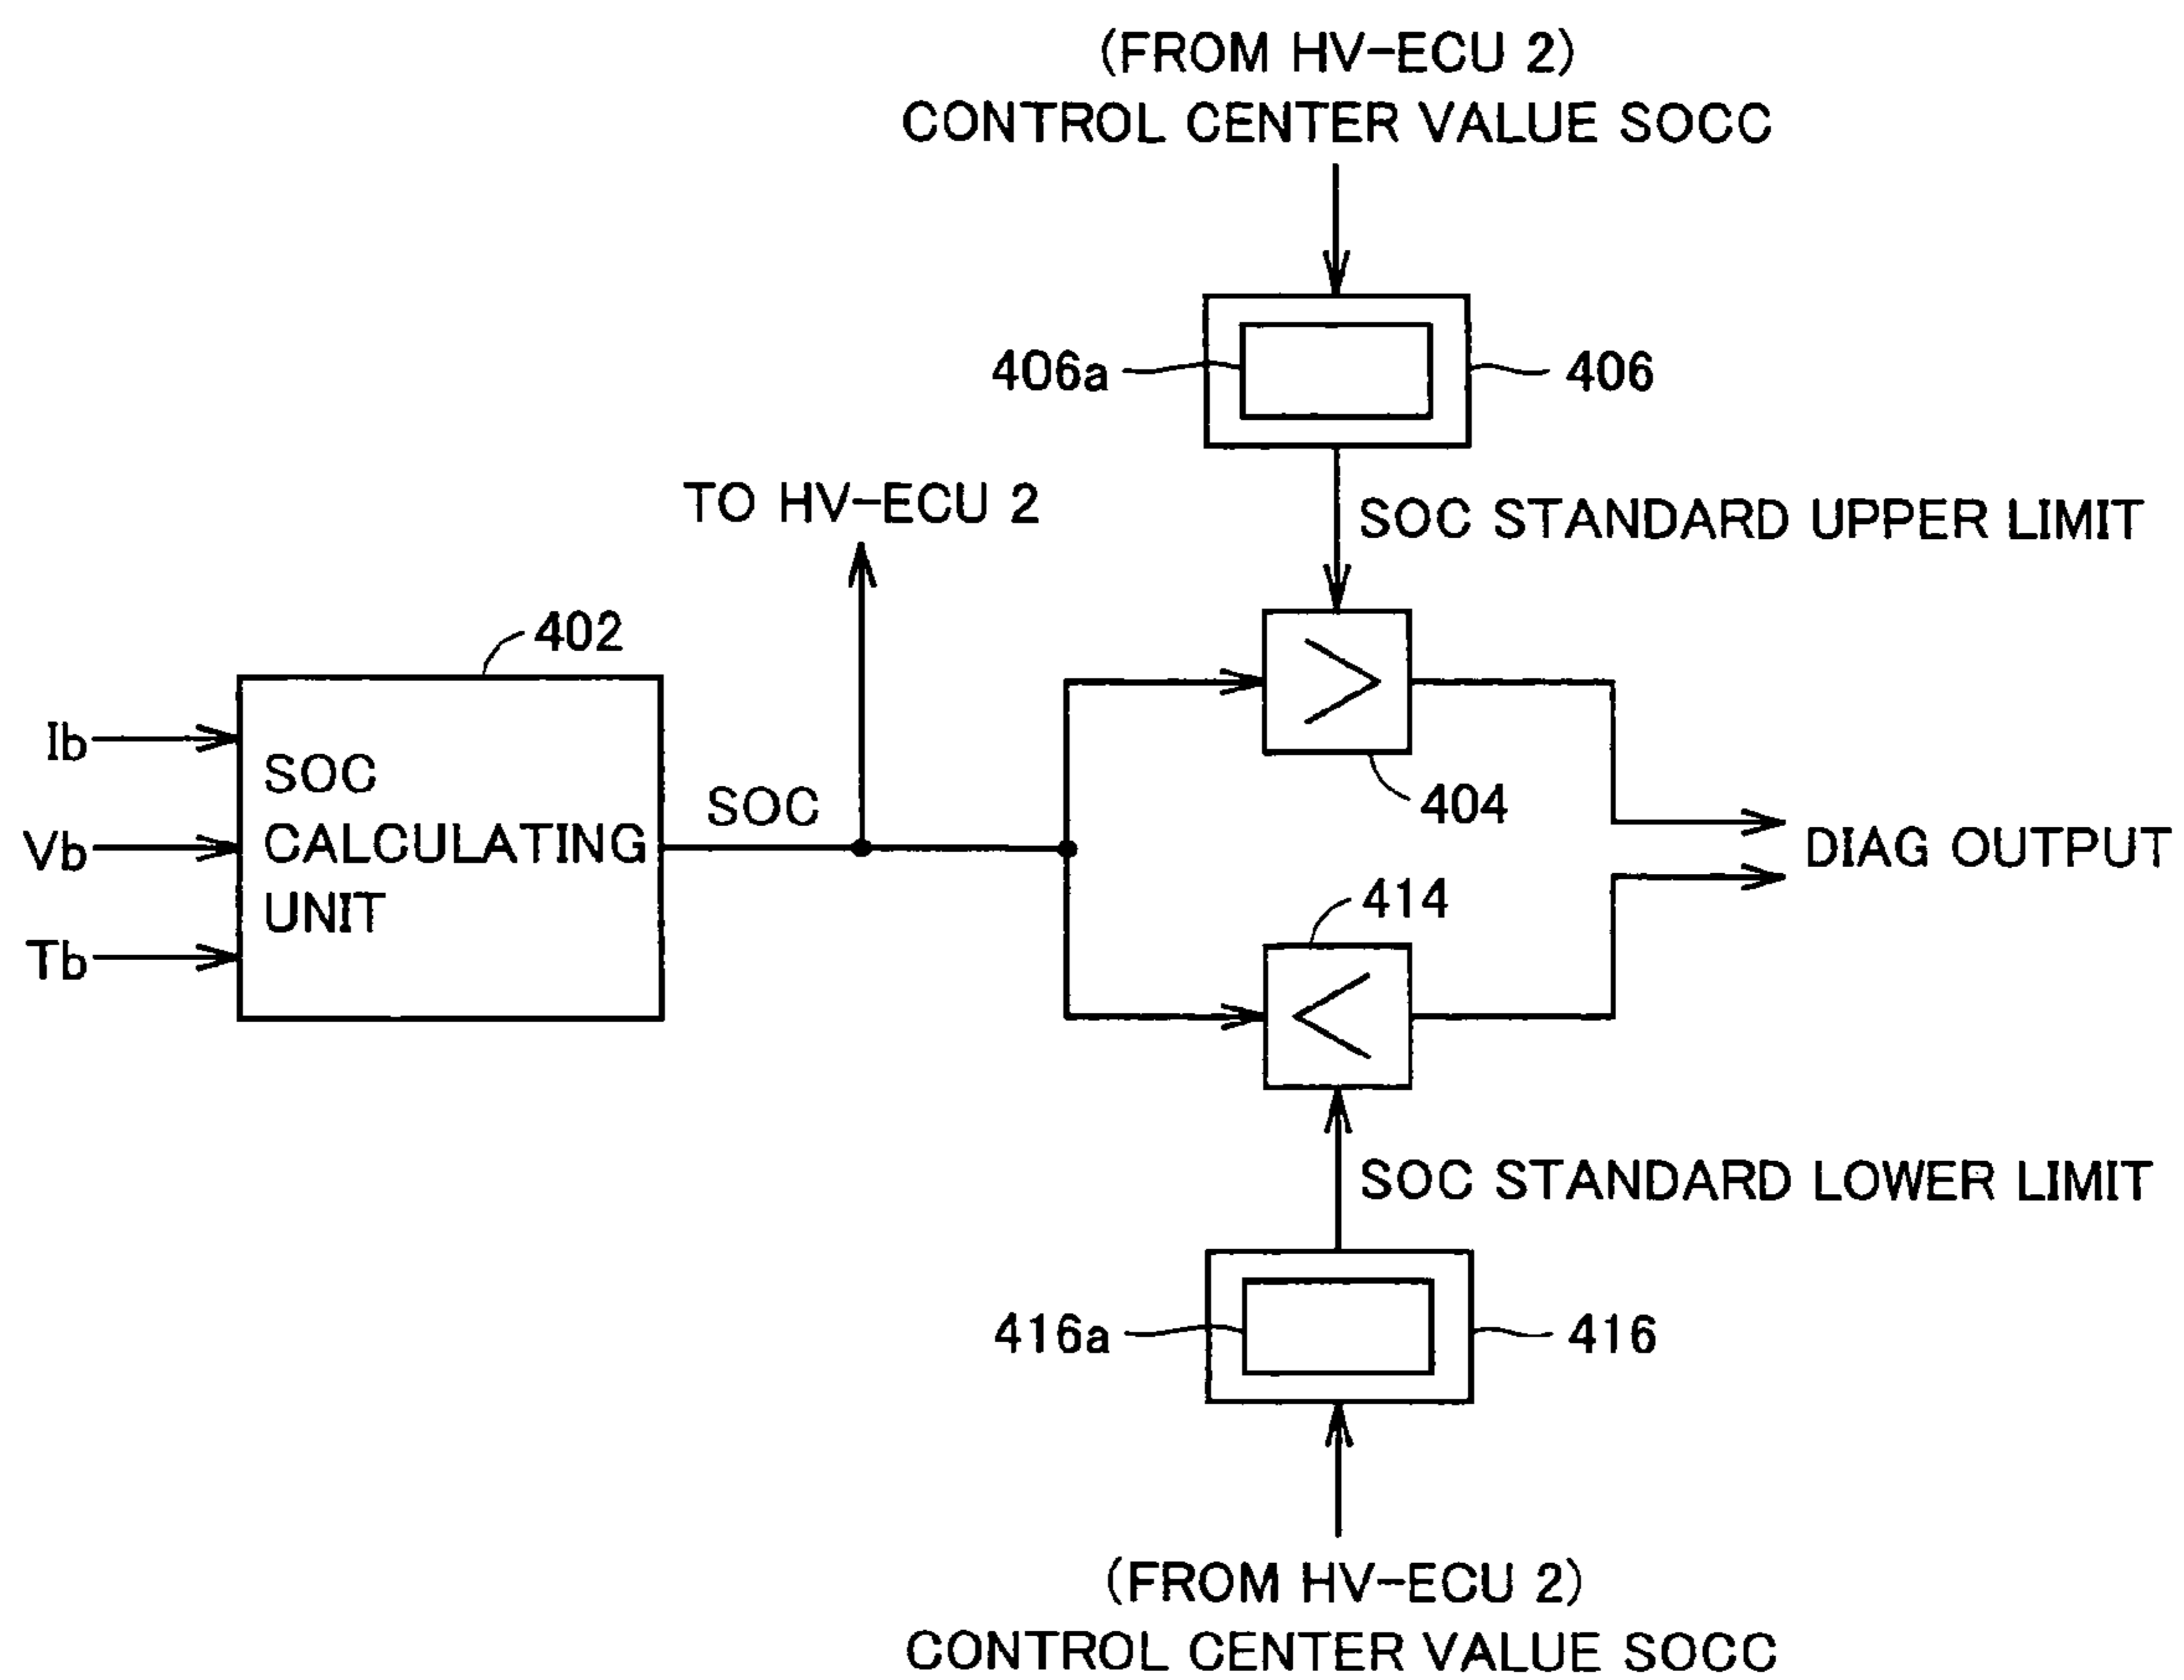 (FROM HV-ECU 2)
CONTROL CENTER VALUE SOCC
406a
406
TO HV-ECU 2
SOC STANDARD UPPER LIMIT
402
Ib
Vb
Tb
SOC
CALCULATING
UNIT
SOC
>
404
DIAG OUTPUT
414
<
SOC STANDARD LOWER LIMIT
416a
416
(FROM HV-ECU 2)
CONTROL CENTER VALUE SOCC